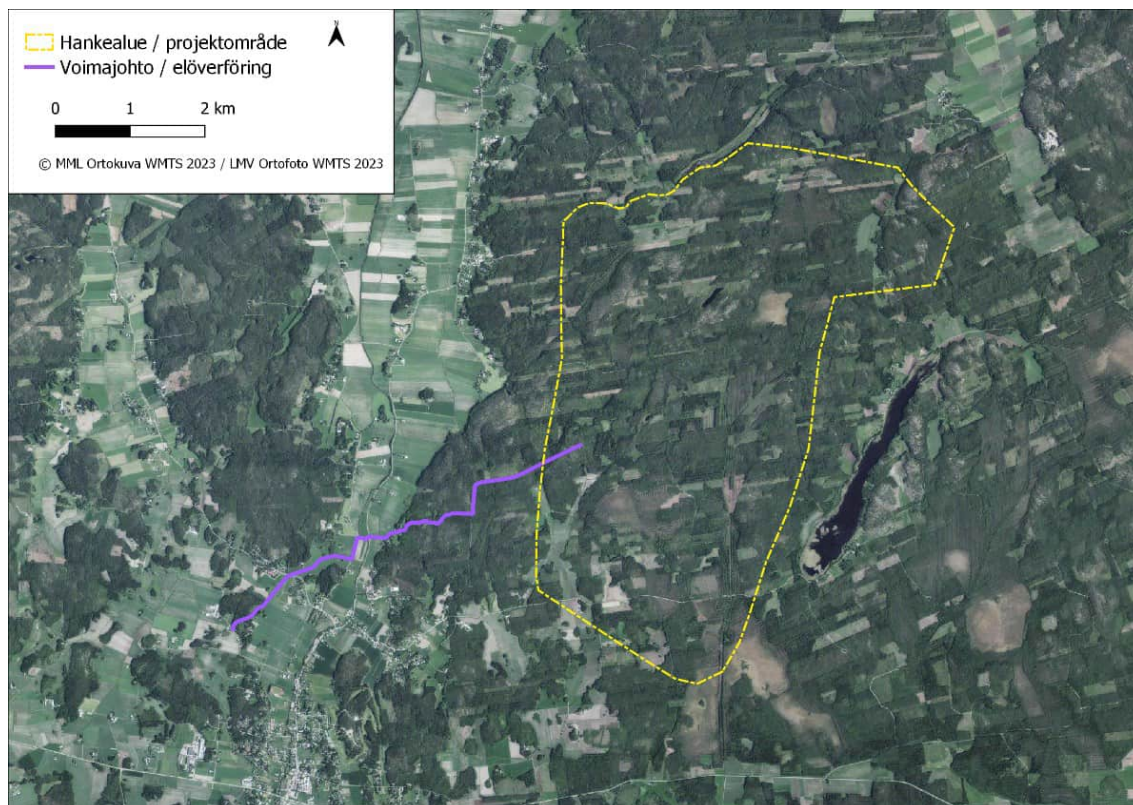 N
Hankealue / projektområde
Voimajohto / elöverföring
0 1 2 km
© MML Ortokuva WMTS 2023 / LMV Ortofoto WMTS 2023